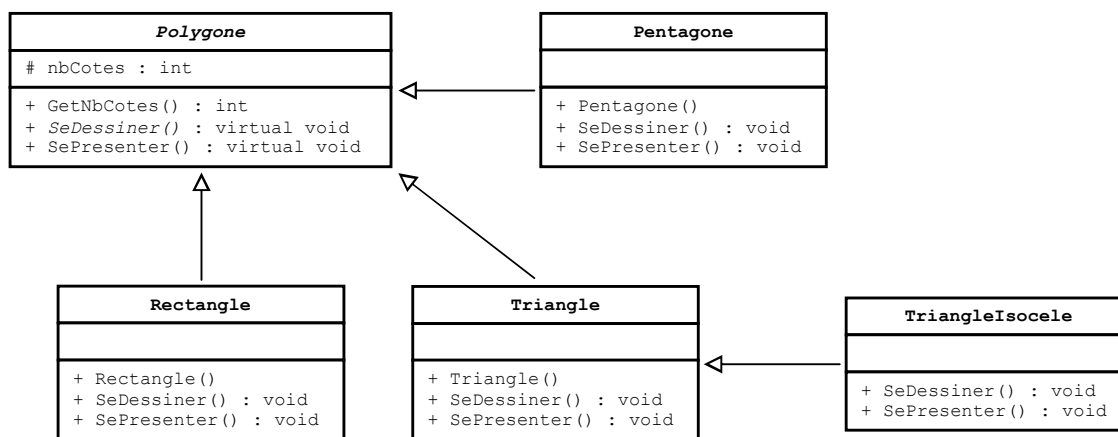 Polygone
# nbCotes : int
+ GetNbCotes() : int
+ SeDessiner() : virtual void
+ SePresenter() : virtual void
Pentagone
+ Pentagone()
+ SeDessiner() : void
+ SePresenter() : void
Rectangle
+ Rectangle()
+ SeDessiner() : void
+ SePresenter() : void
Triangle
+ Triangle()
+ SeDessiner() : void
+ SePresenter() : void
TriangleIsocele
+ SeDessiner() : void
+ SePresenter() : void